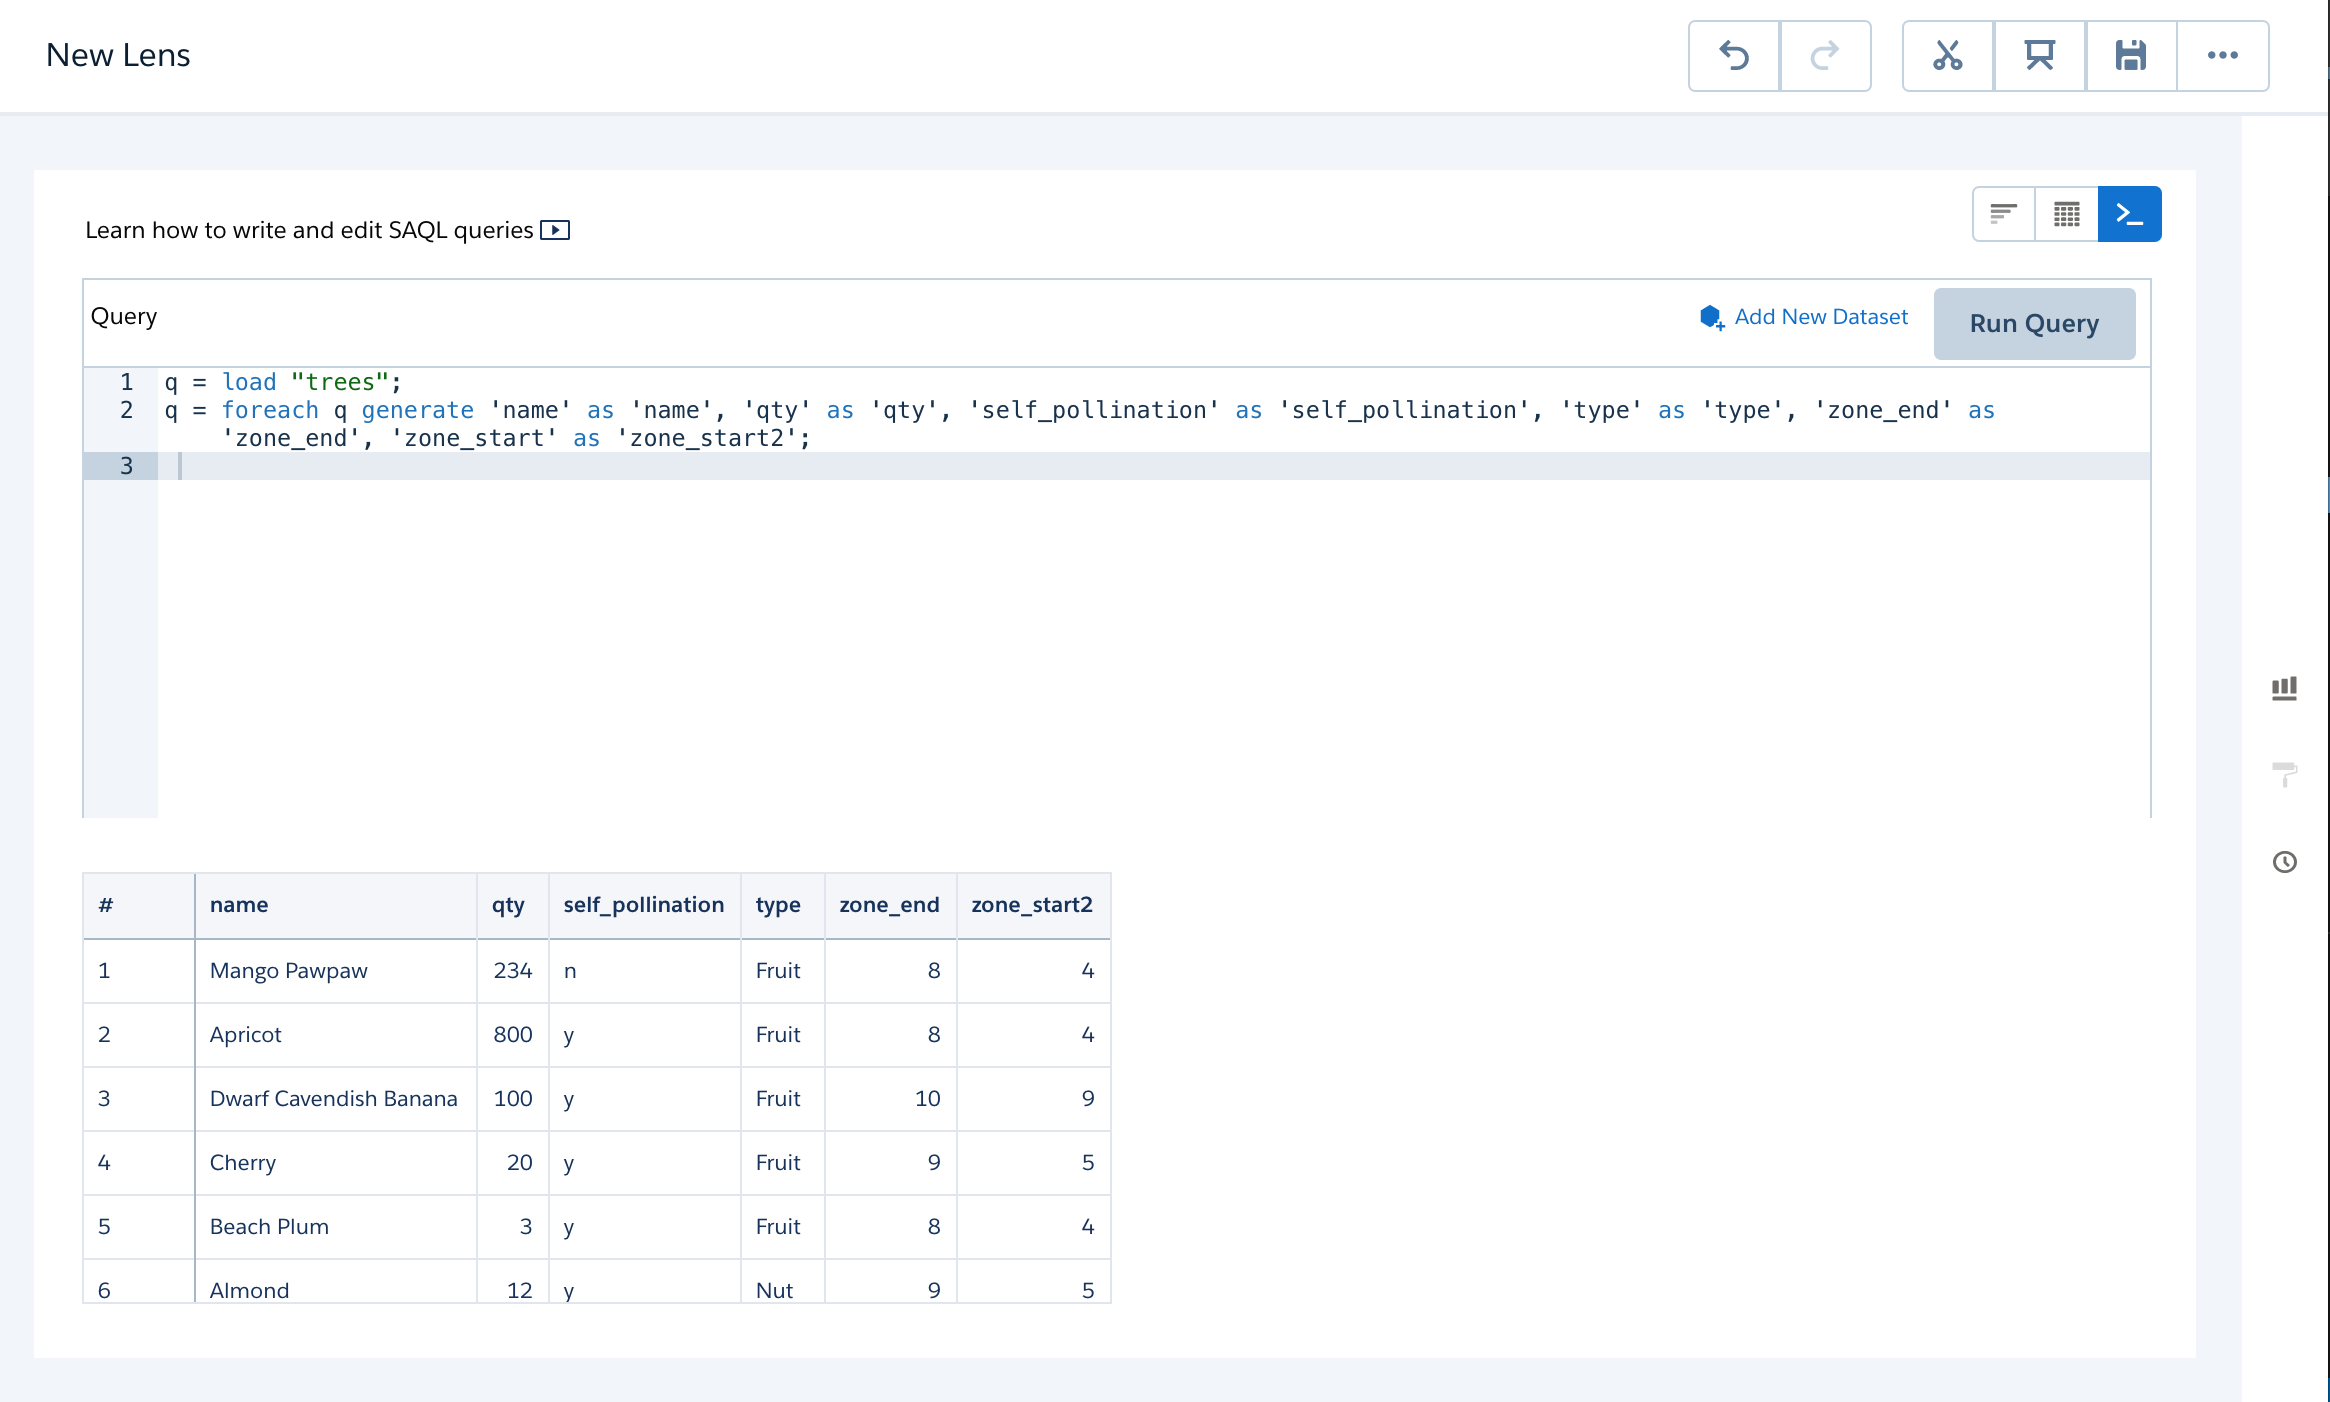 New Lens
Learn how to write and edit SAQL queries
Query
Add New Dataset
Run Query
1 q = load "trees";
2 q = foreach q generate 'name' as 'name', 'qty' as 'qty', 'self_pollination' as 'self_pollination', 'type' as 'type', 'zone_end' as
'zone_end', 'zone_start' as 'zone_start2';
3
# name qty self_pollination type zone_end zone_start2
1 Mango Pawpaw 234 n Fruit 8 4
2 Apricot 800 y Fruit 8 4
3 Dwarf Cavendish Banana 100 y Fruit 10 9
4 Cherry 20 y Fruit 9 5
5 Beach Plum 3 y Fruit 8 4
6 Almond 12 y Nut 9 5